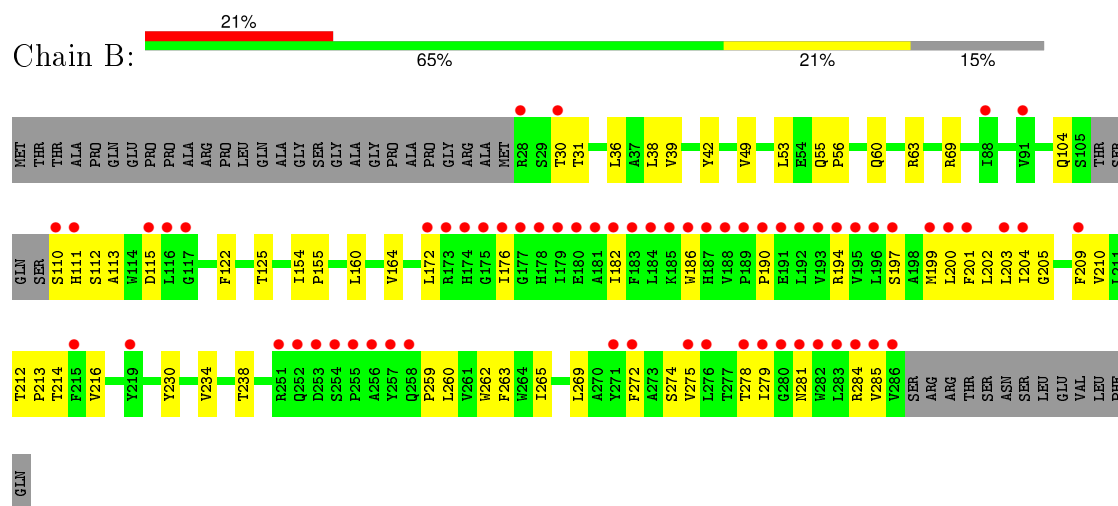 21%
Chain B:
65% 21% 15%
MET THR THR ALA PRO GLN GLU PRO PRO ALA ARG PRO LEU GLN ALA GLY SER GLY ALA GLY PRO ALA PRO GLY ARG ALA MET R28 S29 T30 T31 L36 A37 L38 V39 Y42 V49 L53 E54 Q55 P56 Q60 R63 R69 I88 V91 Q104 S105 THR SER
GLN SER S110 H111 S112 A113 W114 D115 L116 G117 F122 T125 I154 P155 L160 V164 L172 R173 H174 G175 I176 G177 H178 I179 E180 A181 I182 F183 L184 K185 W186 H187 V188 P189 P190 E191 L192 V193 R194 V195 L196 S197 A198 M199 L200 F201 L202 L203 I204 G205 F209 V210 L211
T212 P213 T214 F215 V216 Y219 Y230 V234 T238 R251 Q252 D253 S254 P255 A256 Y257 Q258 P259 L260 V261 W262 F263 W264 I265 L269 A270 Y271 F272 A273 S274 V275 L276 T277 T278 I279 G280 N281 W282 L283 R284 V285 V286 SER ARG ARG THR SER ASN SER LEU GLU VAL LEU PHE
GLN